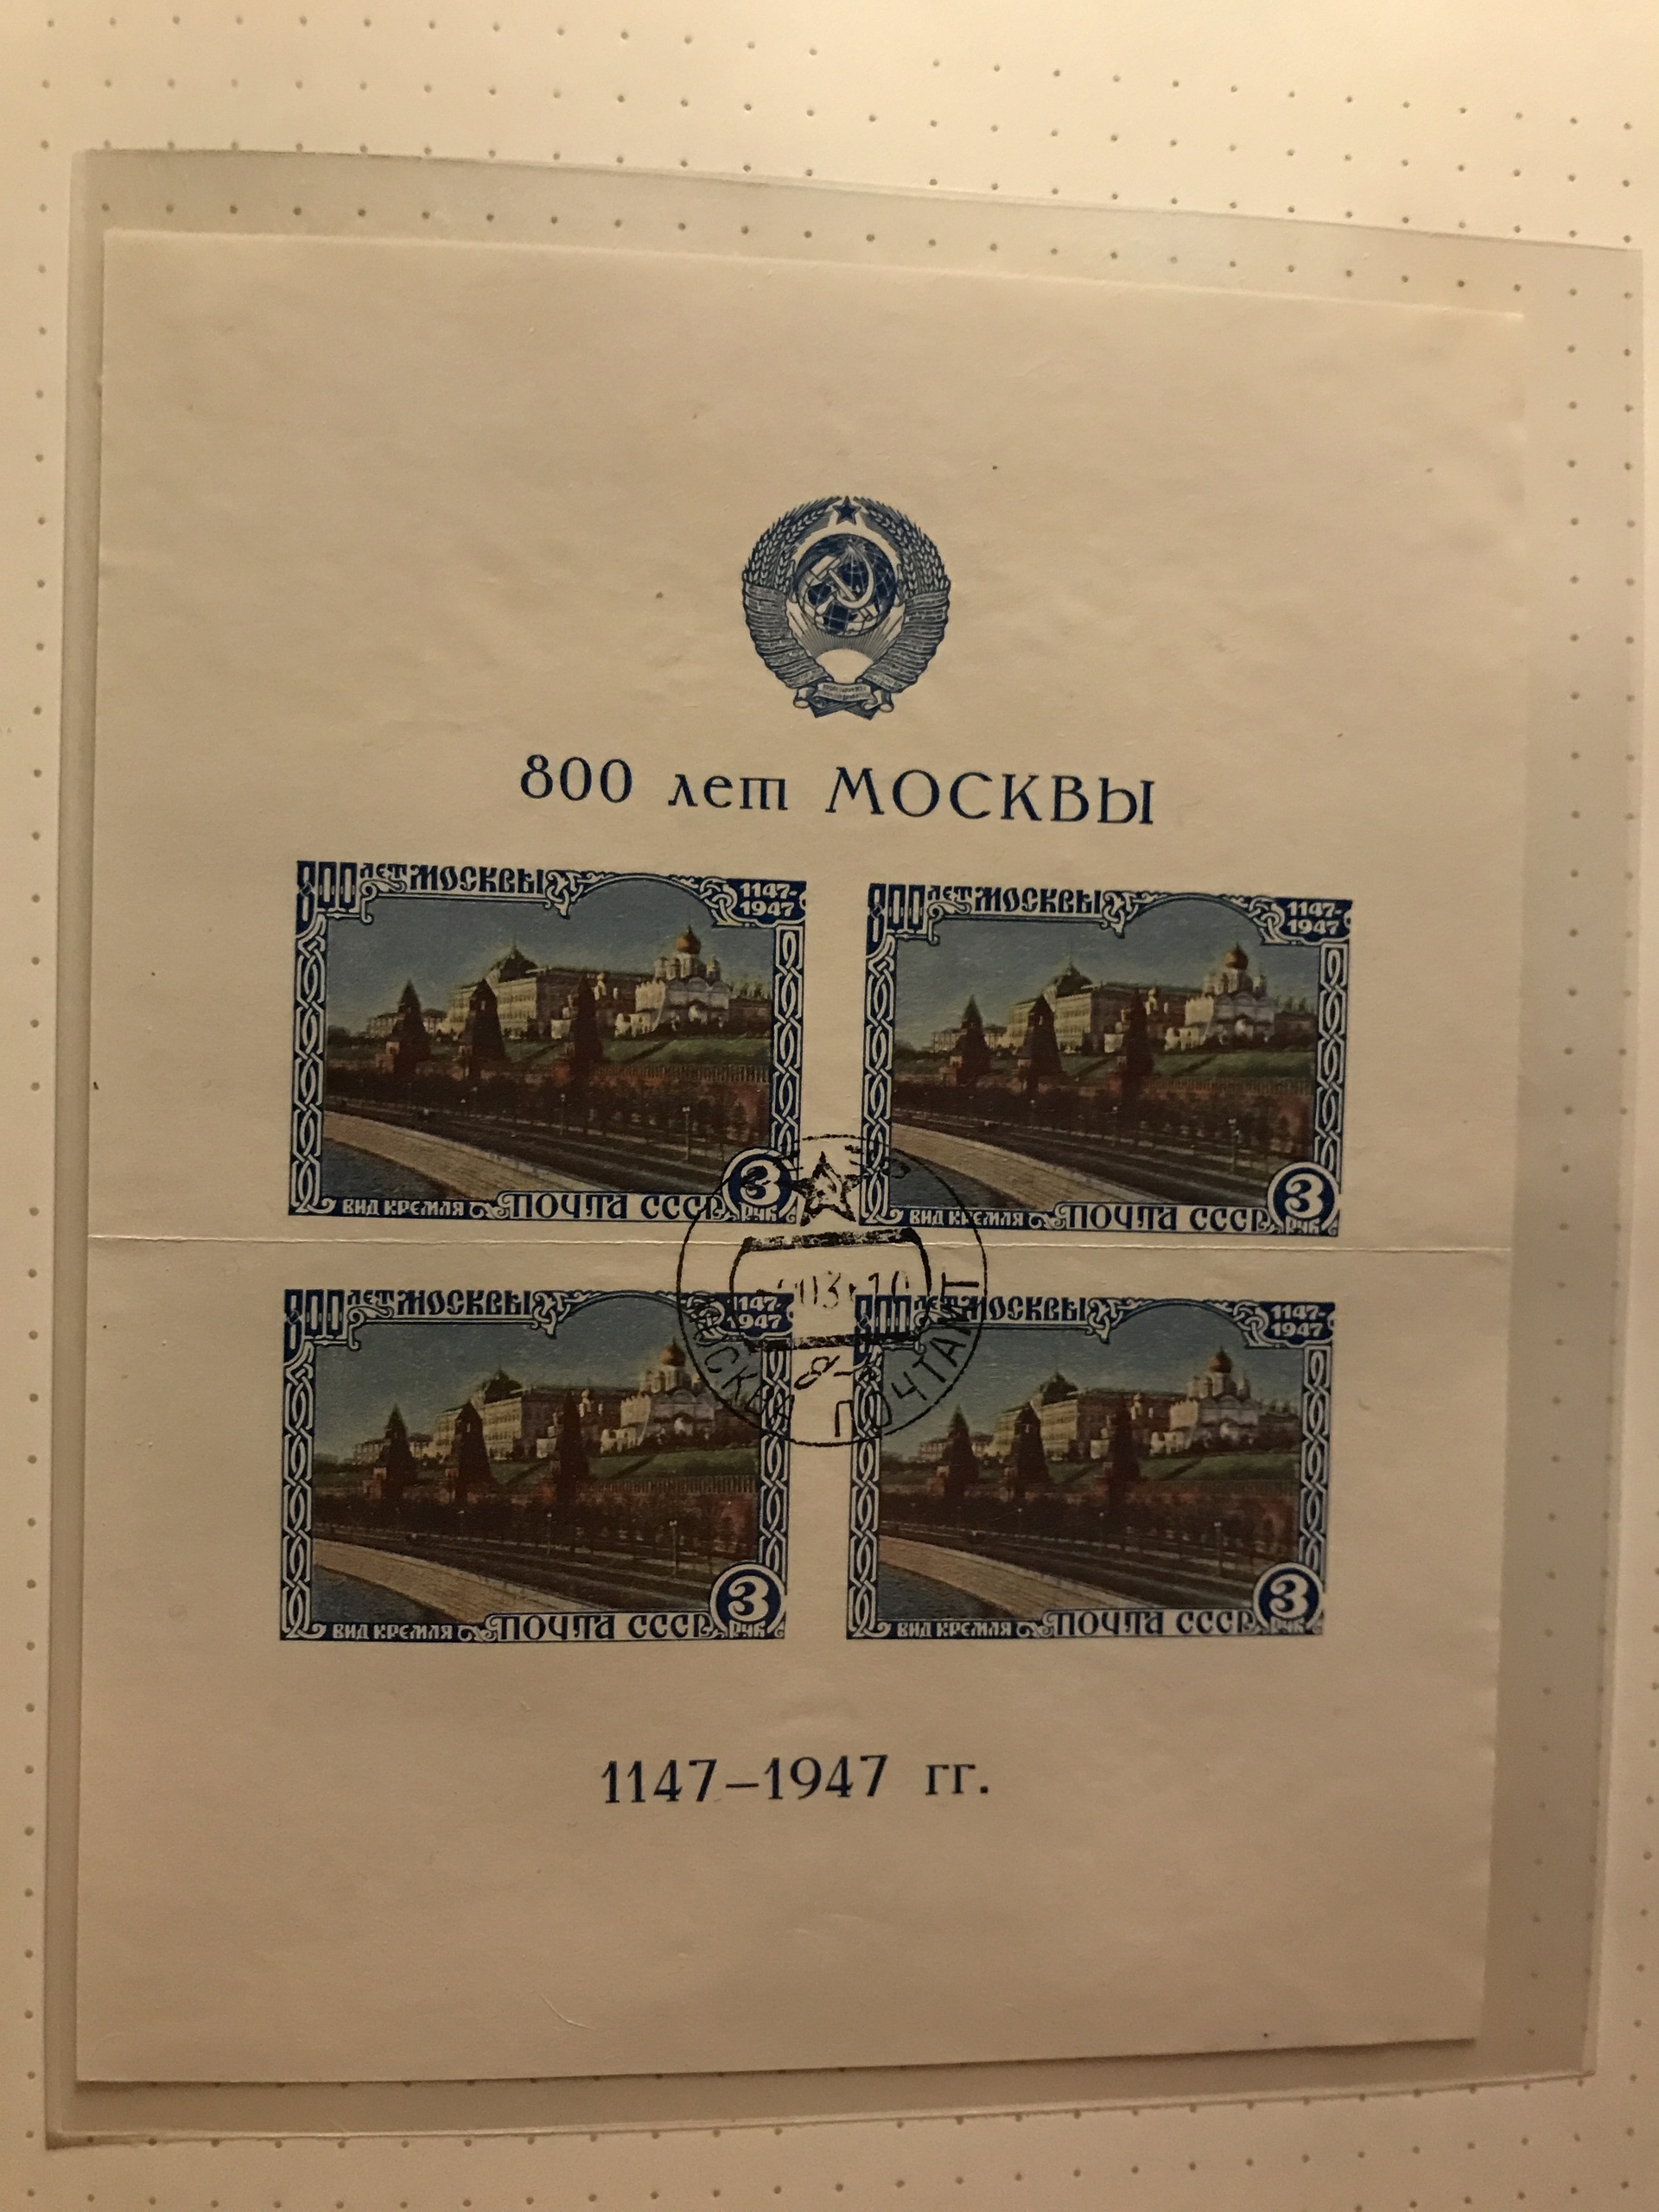 800 лет МОСКВЫ
800 ЛЕТ МОСКВЫ 1147-1947
ВИД КРЕМЛЯ ПОЧТА СССР 3 РУБ
800 ЛЕТ МОСКВЫ 1147-1947
ВИД КРЕМЛЯ ПОЧТА СССР 3 РУБ
МОСКВА ПОЧТАМТ
800 ЛЕТ МОСКВЫ 1147-1947
ВИД КРЕМЛЯ ПОЧТА СССР 3 РУБ
800 ЛЕТ МОСКВЫ 1147-1947
ВИД КРЕМЛЯ ПОЧТА СССР 3 РУБ
1147–1947 гг.